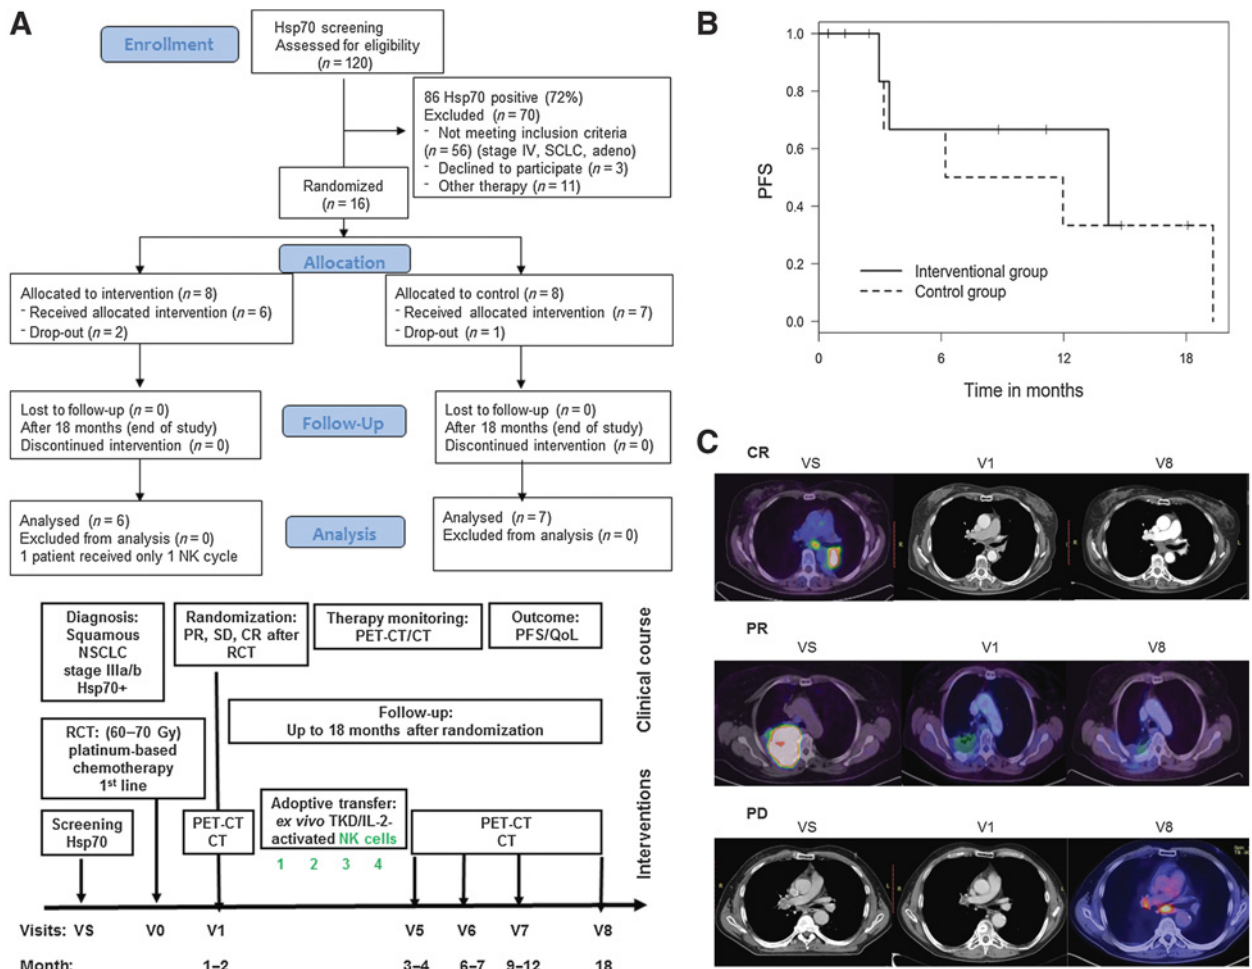 A
Enrollment
Hsp70 screening
Assessed for eligibility
(n = 120)
86 Hsp70 positive (72%)
Excluded (n = 70)
- Not meeting inclusion criteria
(n = 56) (stage IV, SCLC, adeno)
- Declined to participate (n = 3)
- Other therapy (n = 11)
Randomized
(n = 16)
Allocation
Allocated to intervention (n = 8)
- Received allocated intervention (n = 6)
- Drop-out (n = 2)
Allocated to control (n = 8)
- Received allocated intervention (n = 7)
- Drop-out (n = 1)
Lost to follow-up (n = 0)
After 18 months (end of study)
Discontinued intervention (n = 0)
Follow-Up
Lost to follow-up (n = 0)
After 18 months (end of study)
Discontinued intervention (n = 0)
Analysed (n = 6)
Excluded from analysis (n = 0)
1 patient received only 1 NK cycle
Analysis
Analysed (n = 7)
Excluded from analysis (n = 0)
Diagnosis:
Squamous
NSCLC
stage IIIa/b
Hsp70+
Randomization:
PR, SD, CR after
RCT
Therapy monitoring:
PET-CT/CT
Outcome:
PFS/QoL
Clinical course
Follow-up:
Up to 18 months after randomization
RCT: (60–70 Gy)
platinum-based
chemotherapy
1st line
Screening
Hsp70
PET-CT
CT
Adoptive transfer:
ex vivo TKD/IL-2-
activated NK cells
1 2 3 4
PET-CT
CT
Interventions
Visits: VS V0 V1 V5 V6 V7 V8
Month: 1–2 3–4 6–7 9–12 18
B
PFS
1.0
0.8
0.6
0.4
0.2
0.0
Interventional group
Control group
0 6 12 18
Time in months
C
CR
VS V1 V8
R L
PR
VS V1 V8
PD
VS V1 V8
R L R